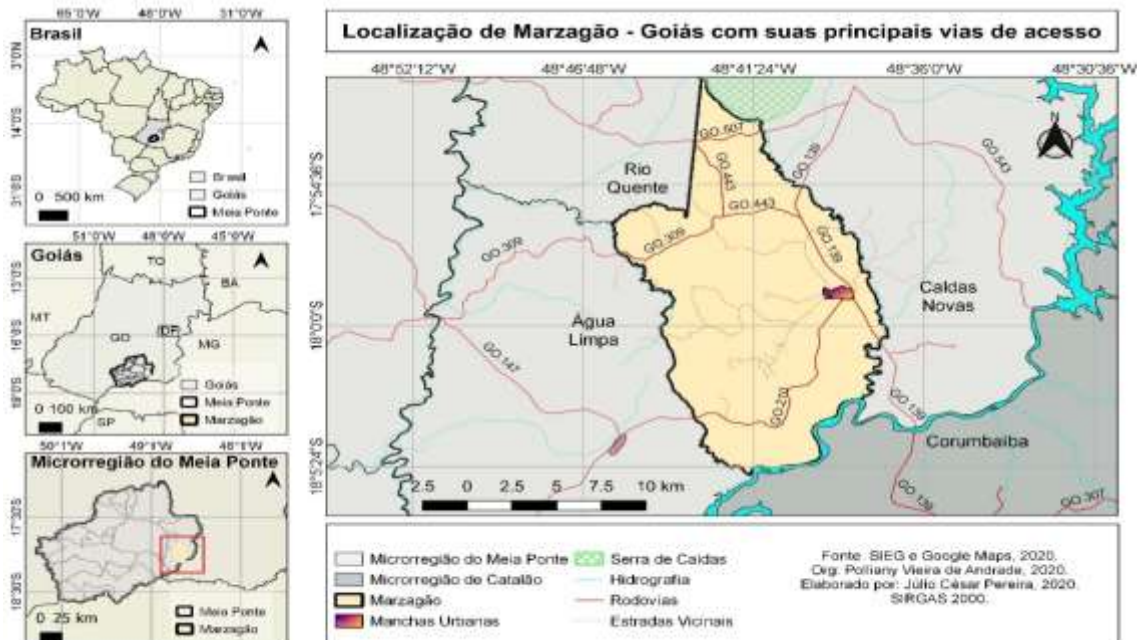 65°0'W 48°0'W 31°0'W
Brasil
3°0'N
14°0'S
31°0'S
0 500 km
Brasil
Goiás
Meia Ponte
51°0'W 48°0'W 45°0'W
Goiás
13°0'S
16°0'S
19°0'S
TO
BA
MT
GO
DF
MG
SP
0 100 km
Goiás
Meia Ponte
Marzagão
50°1'W 49°1'W 48°1'W
Microrregião do Meia Ponte
17°30'S
18°30'S
0 25 km
Meia Ponte
Marzagão
Localização de Marzagão - Goiás com suas principais vias de acesso
48°52'12"W 48°46'48"W 48°41'24"W 48°36'0"W 48°30'36"W
17°54'36"S
18°0'0"S
18°5'24"S
N
GO 507
GO 139
GO 543
Rio
Quente
GO 443
GO 443
GO 309
GO 309
GO 139
Caldas
Novas
Água
Limpa
GO 147
GO 210
GO 139
Corumbaiba
GO 139
GO 307
2.5 0 2.5 5 7.5 10 km
Microrregião do Meia Ponte
Microrregião de Catalão
Marzagão
Manchas Urbanas
Serra de Caldas
Hidrografia
Rodovias
Estradas Vicinais
Fonte: SIEG e Google Maps, 2020.
Org: Polliany Vieira de Andrade, 2020.
Elaborado por: Júlio César Pereira, 2020.
SIRGAS 2000.